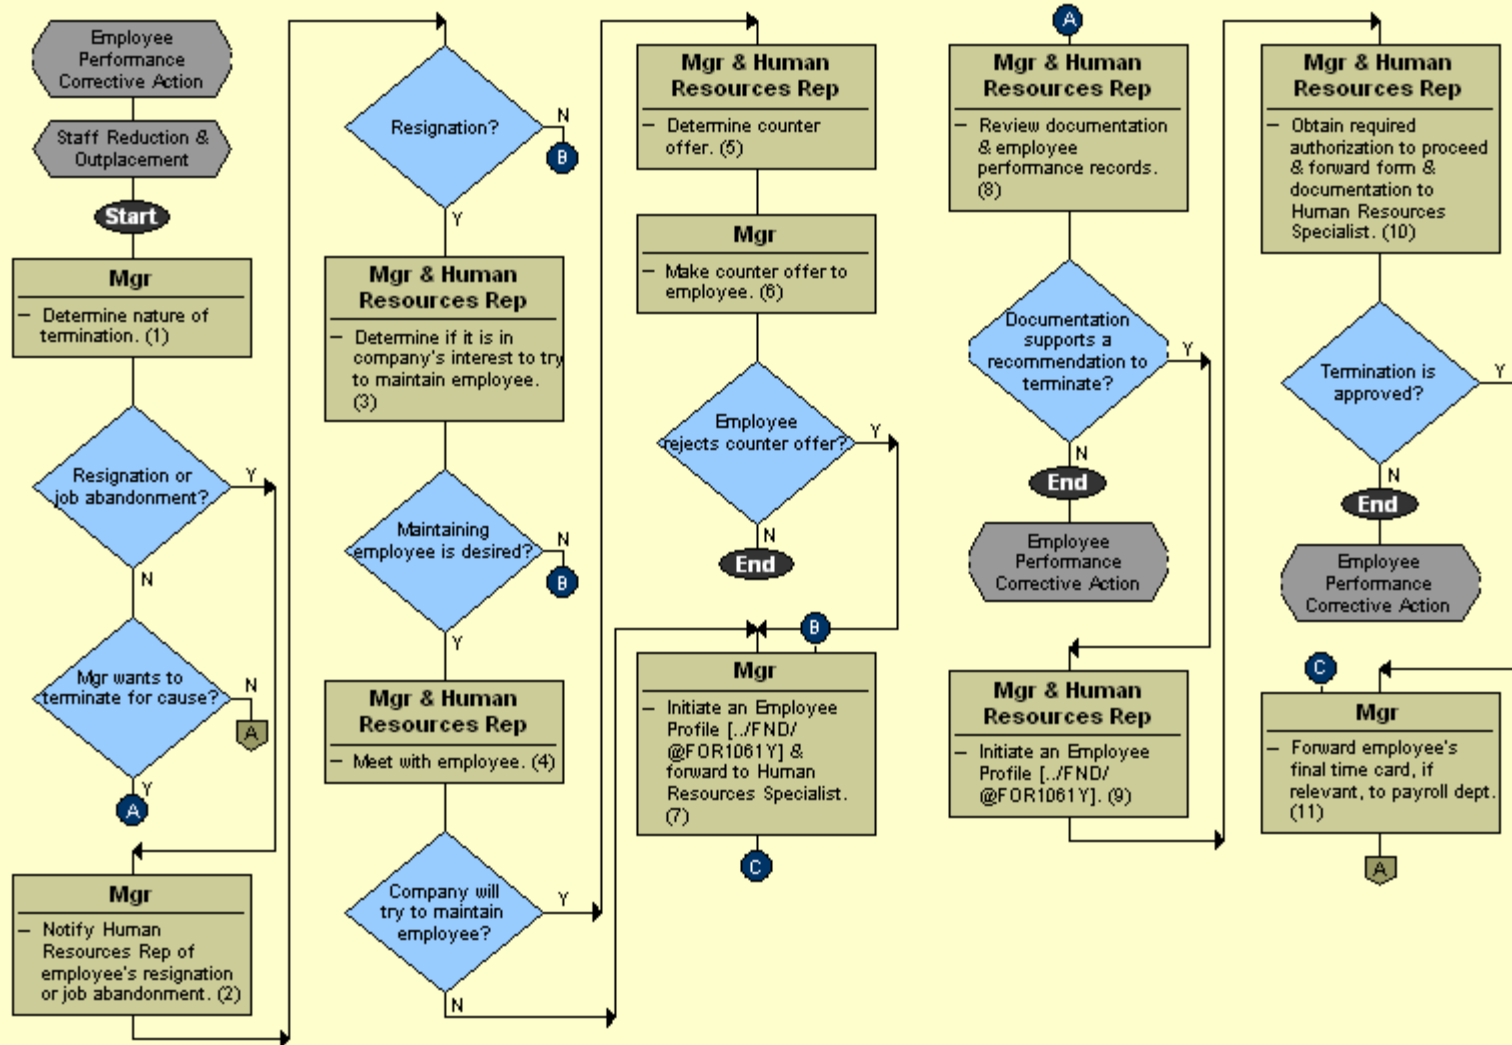 Employee
Performance
Corrective Action
Staff Reduction &
Outplacement
Start
Mgr
– Determine nature of
termination. (1)
Resignation or
job abandonment?
Y
N
Mgr wants to
terminate for cause?
N
A
Y
A
Mgr
– Notify Human
Resources Rep of
employee's resignation
or job abandonment. (2)
Resignation?
N
B
Y
Mgr & Human
Resources Rep
– Determine if it is in
company's interest to try
to maintain employee.
(3)
Maintaining
employee is desired?
N
B
Y
Mgr & Human
Resources Rep
– Meet with employee. (4)
Company will
try to maintain
employee?
Y
N
Mgr & Human
Resources Rep
– Determine counter
offer. (5)
Mgr
– Make counter offer to
employee. (6)
Employee
rejects counter offer?
Y
N
End
B
Mgr
– Initiate an Employee
Profile [../FND/
@FOR1061Y] &
forward to Human
Resources Specialist.
(7)
C
A
Mgr & Human
Resources Rep
– Review documentation
& employee
performance records.
(8)
Documentation
supports a
recommendation to
terminate?
Y
N
End
Employee
Performance
Corrective Action
Mgr & Human
Resources Rep
– Initiate an Employee
Profile [../FND/
@FOR1061Y]. (9)
Mgr & Human
Resources Rep
– Obtain required
authorization to proceed
& forward form &
documentation to
Human Resources
Specialist. (10)
Termination is
approved?
Y
N
End
Employee
Performance
Corrective Action
C
Mgr
– Forward employee's
final time card, if
relevant, to payroll dept.
(11)
A